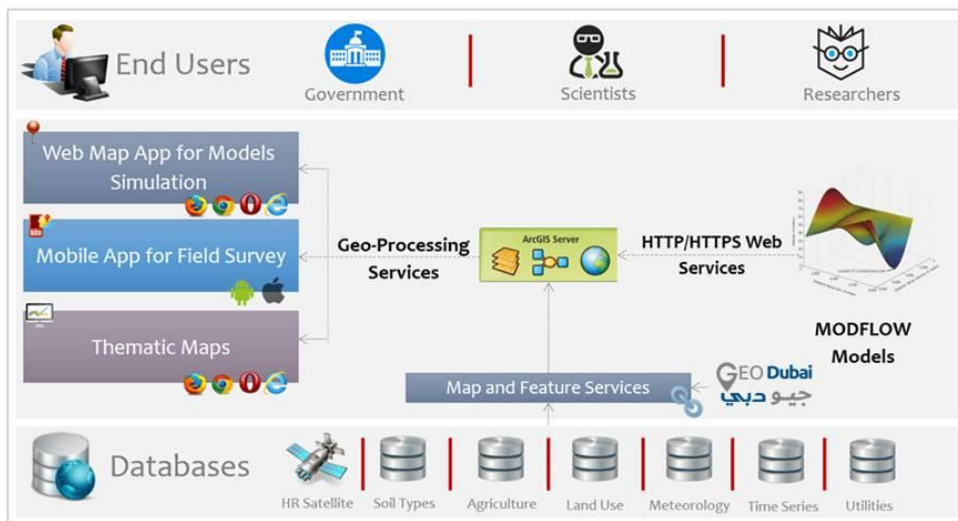 End Users
Government
Scientists
Researchers
Web Map App for Models
Simulation
Mobile App for Field Survey
Thematic Maps
Geo-Processing
Services
ArcGIS Server
HTTP/HTTPS Web
Services
MODFLOW
Models
Map and Feature Services
GEO Dubai
جيو دبي
Databases
HR Satellite
Soil Types
Agriculture
Land Use
Meteorology
Time Series
Utilities